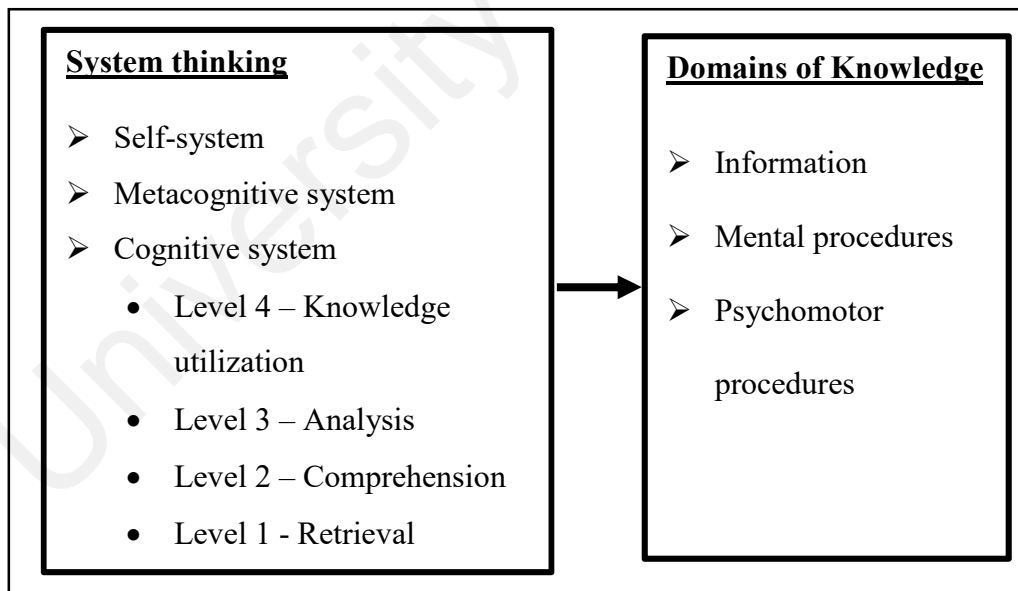 System thinking
➢ Self-system
➢ Metacognitive system
➢ Cognitive system
• Level 4 – Knowledge
utilization
• Level 3 – Analysis
• Level 2 – Comprehension
• Level 1 - Retrieval
Domains of Knowledge
➢ Information
➢ Mental procedures
➢ Psychomotor
procedures
University